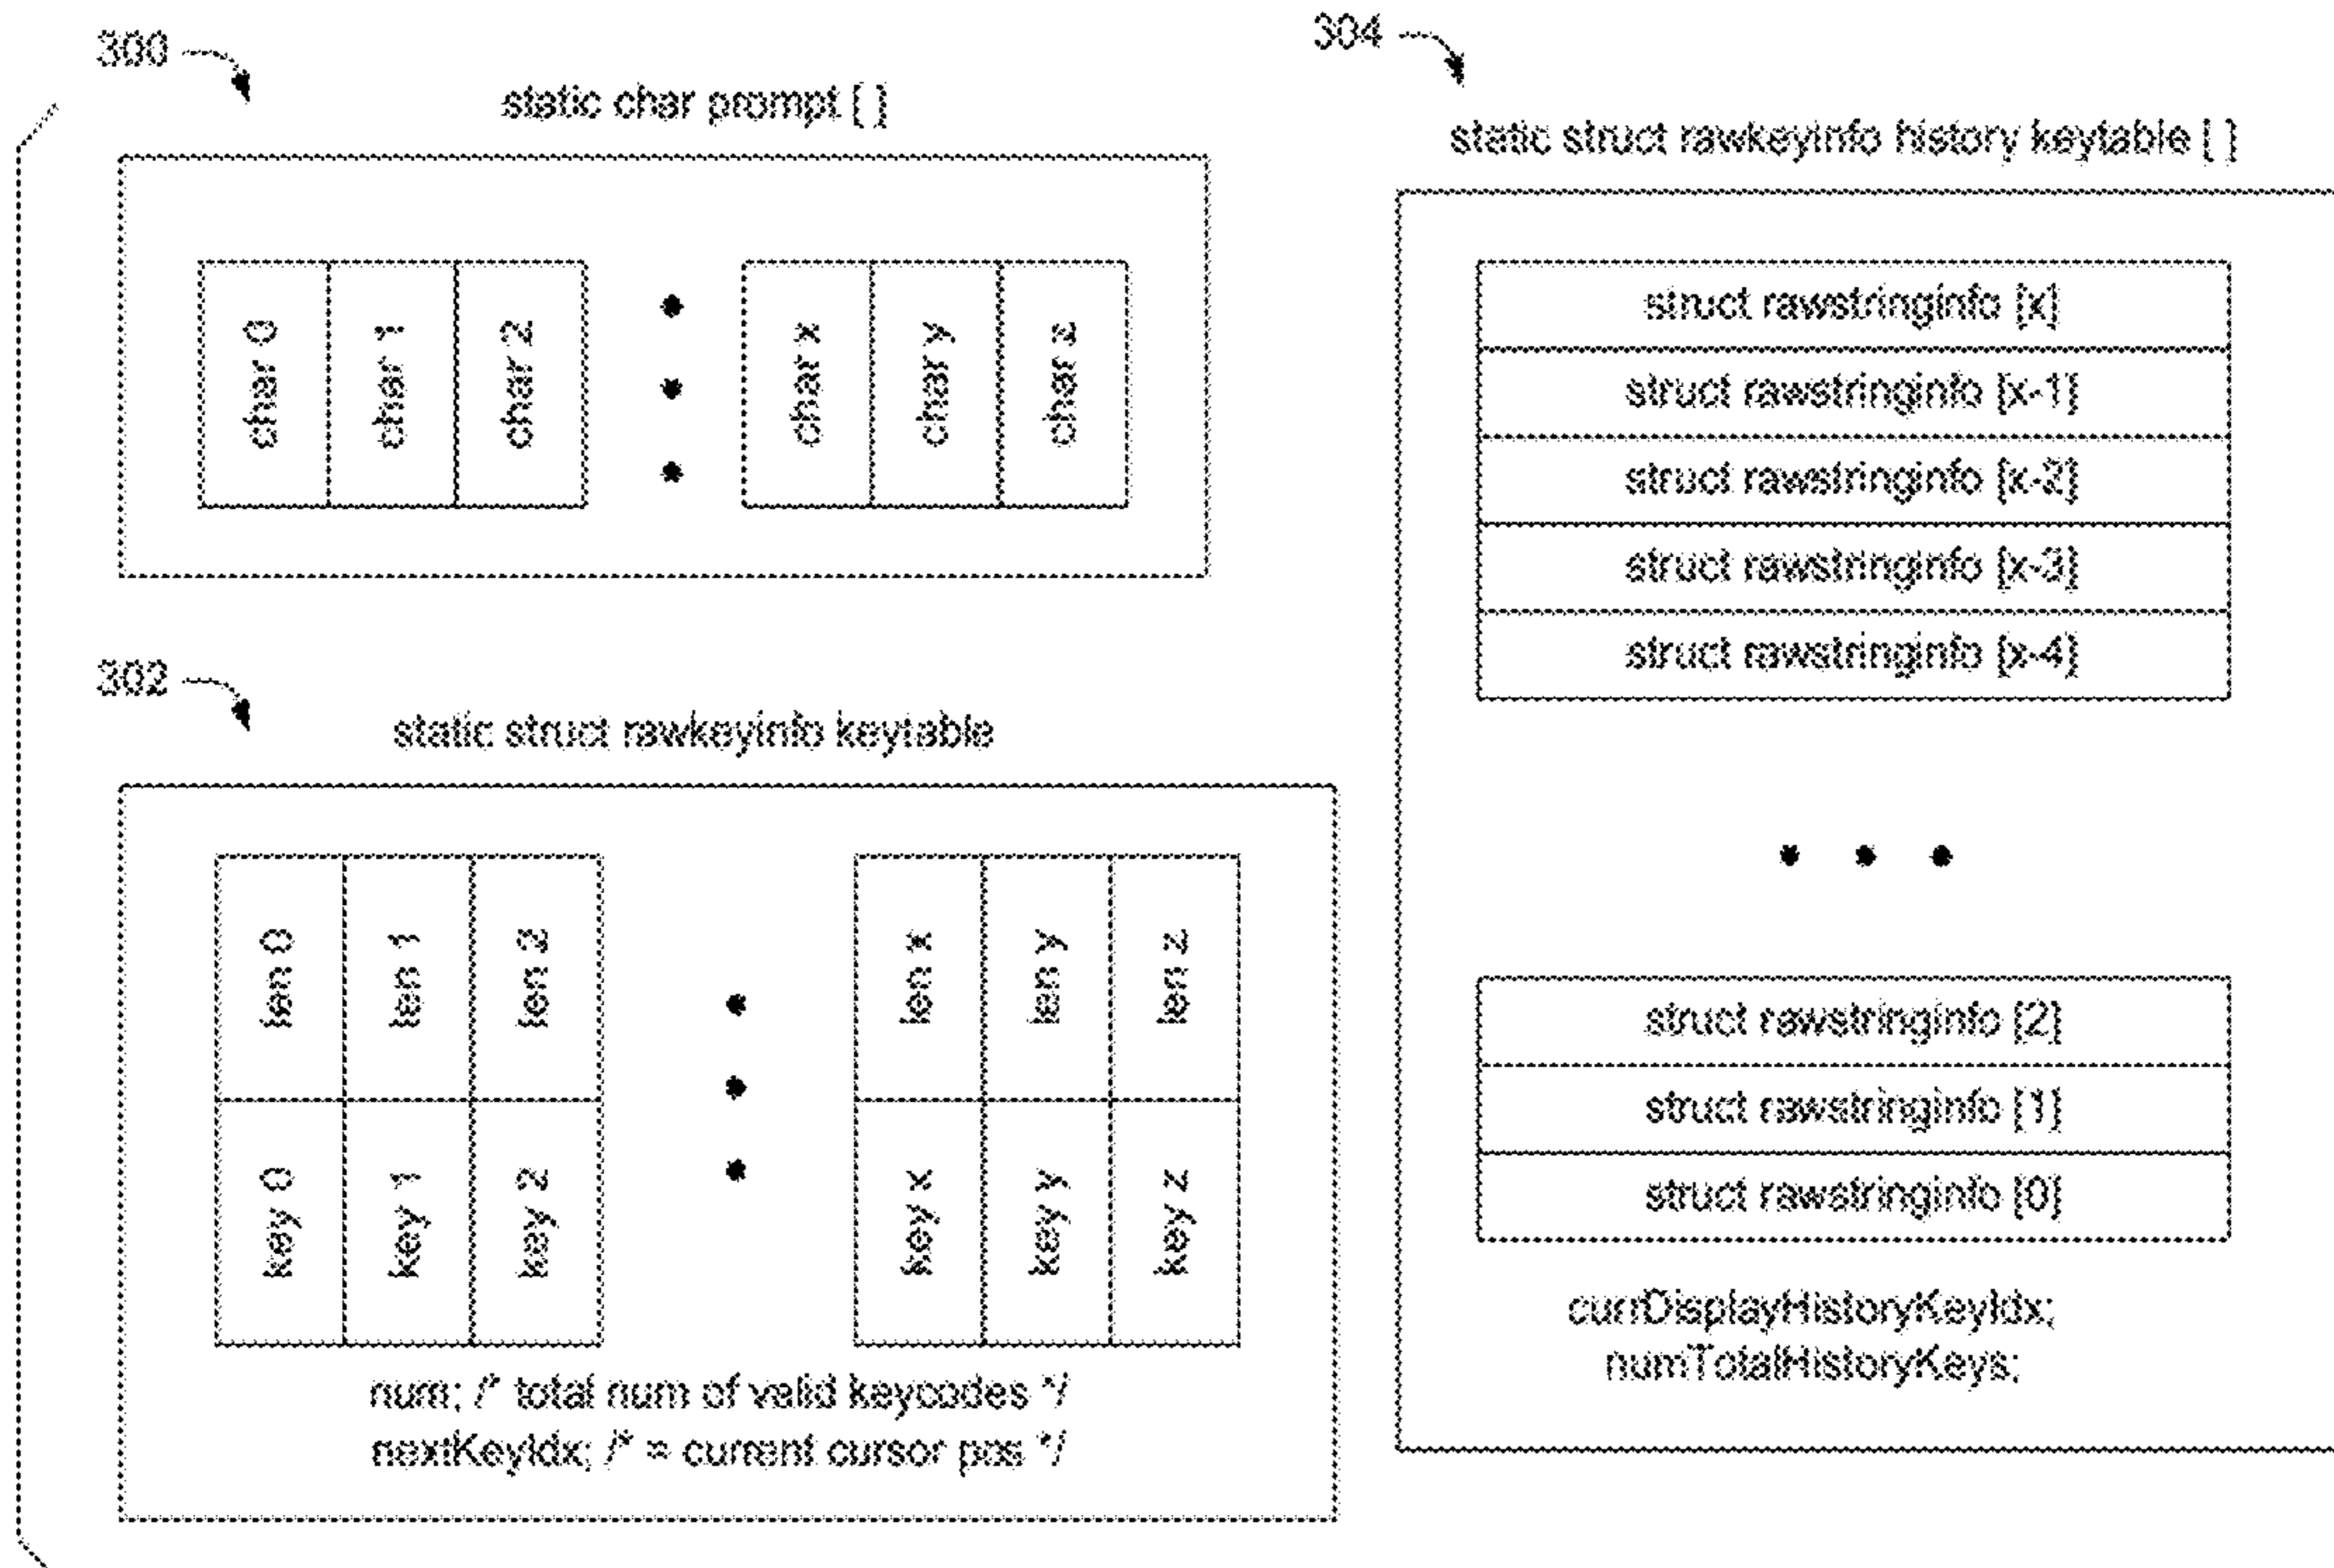 300
static char prompt [ ]
char 0
char 1
char 2
char x
char y
char z
302
static struct rawkeyinfo keytable
len 0
len 1
len 2
len x
len y
len z
key 0
key 1
key 2
key x
key y
key z
num; /* total num of valid keycodes */
nextKeyIdx; /* = current cursor pos */
304
static struct rawkeyinfo history keytable [ ]
struct rawstringinfo [x]
struct rawstringinfo [x-1]
struct rawstringinfo [x-2]
struct rawstringinfo [x-3]
struct rawstringinfo [x-4]
struct rawstringinfo [2]
struct rawstringinfo [1]
struct rawstringinfo [0]
currDisplayHistoryKeyIdx;
numTotalHistoryKeys;